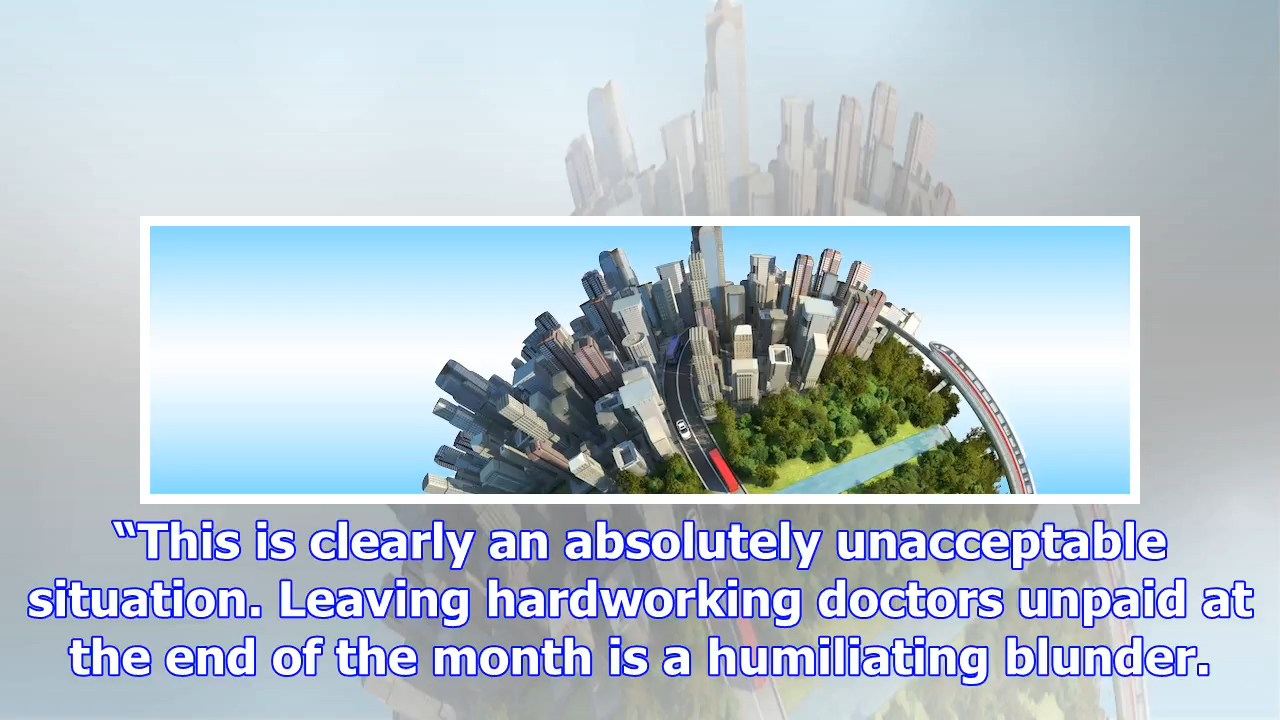 “This is clearly an absolutely unacceptable
situation. Leaving hardworking doctors unpaid at
the end of the month is a humiliating blunder.